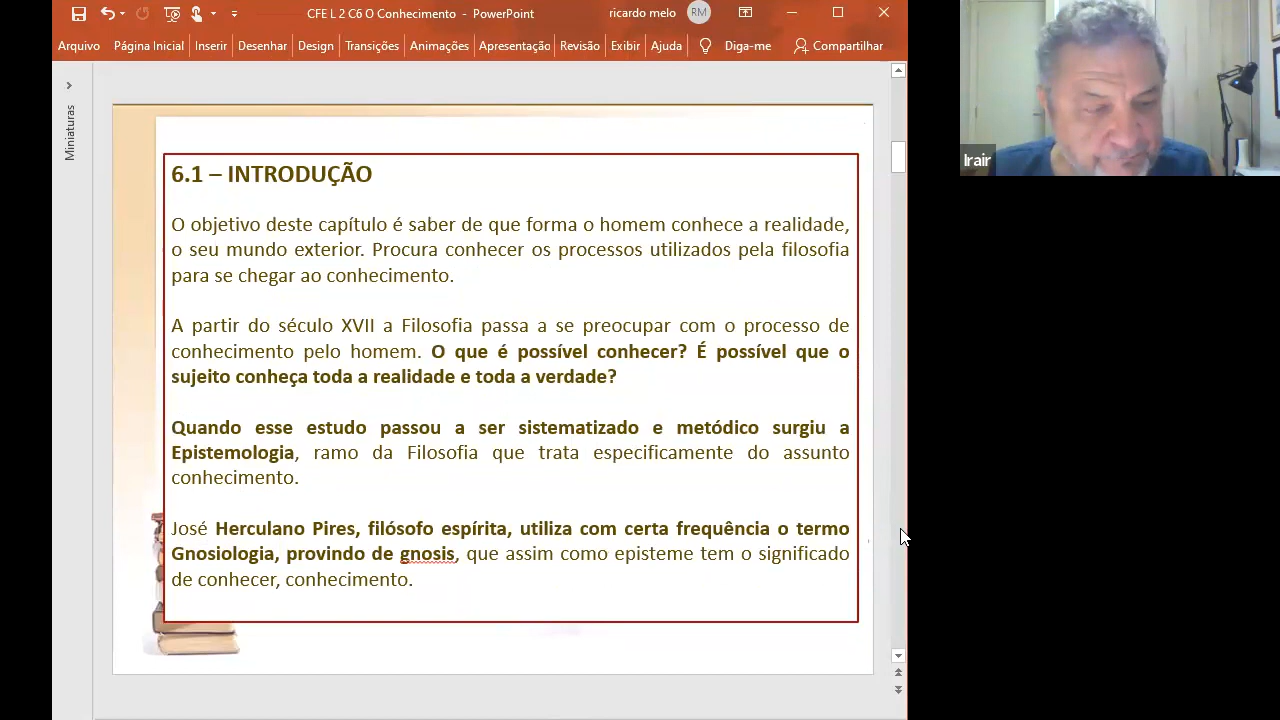 CFE L 2 C6 O Conhecimento - PowerPoint
ricardo melo
RM
Arquivo Página Inicial Inserir Desenhar Design Transições Animações Apresentação Revisão Exibir Ajuda Diga-me Compartilhar
Miniaturas
Irair
6.1 – INTRODUÇÃO
O objetivo deste capítulo é saber de que forma o homem conhece a realidade,
o seu mundo exterior. Procura conhecer os processos utilizados pela filosofia
para se chegar ao conhecimento.
A partir do século XVII a Filosofia passa a se preocupar com o processo de
conhecimento pelo homem. O que é possível conhecer? É possível que o
sujeito conheça toda a realidade e toda a verdade?
Quando esse estudo passou a ser sistematizado e metódico surgiu a
Epistemologia, ramo da Filosofia que trata especificamente do assunto
conhecimento.
José Herculano Pires, filósofo espírita, utiliza com certa frequência o termo
Gnosiologia, provindo de gnosis, que assim como episteme tem o significado
de conhecer, conhecimento.